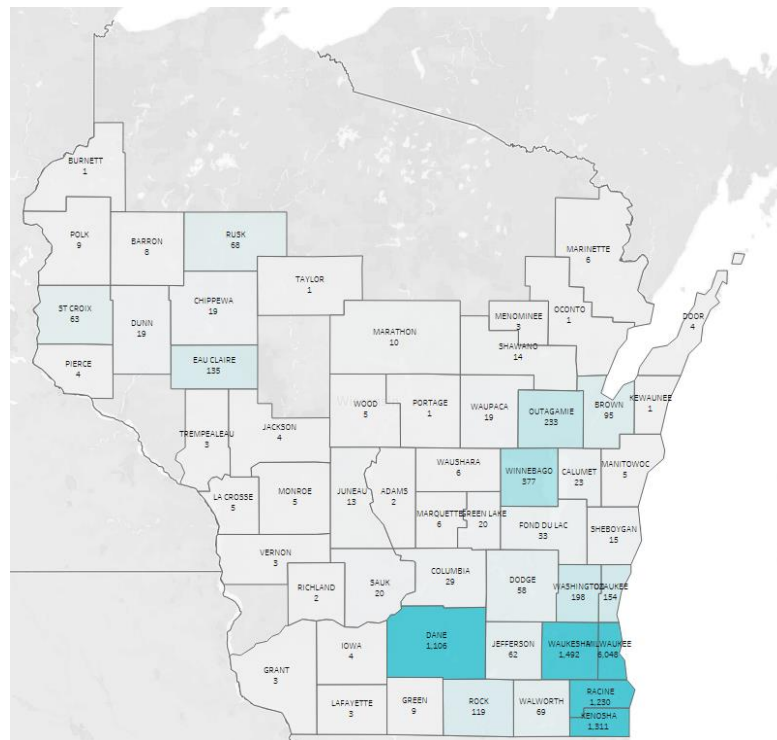 BURNETT
1
POLK
9
BARRON
8
RUSK
68
MARINETTE
6
TAYLOR
1
ST CROIX
63
DUNN
19
CHIPPEWA
19
MENOMINEE
3
OCONTO
1
DOOR
4
MARATHON
10
SHAWANO
14
PIERCE
4
EAU CLAIRE
135
WOOD
5
PORTAGE
1
WAUPACA
19
OUTAGAMIE
233
BROWN
95
KEWAUNEE
1
TREMPEALEAU
3
JACKSON
4
WAUSHARA
6
WINNEBAGO
377
CALUMET
23
MANITOWOC
5
LA CROSSE
5
MONROE
5
JUNEAU
13
ADAMS
2
MARQUETTE
6
GREEN LAKE
20
FOND DU LAC
33
SHEBOYGAN
15
VERNON
3
RICHLAND
2
SAUK
20
COLUMBIA
29
DODGE
58
WASHINGTON
198
AUKEE
154
DANE
1,106
JEFFERSON
62
WAUKESHA
1,492
MILWAUKEE
6,048
IOWA
4
GRANT
3
LAFAYETTE
3
GREEN
9
ROCK
119
WALWORTH
69
RACINE
1,230
KENOSHA
1,311